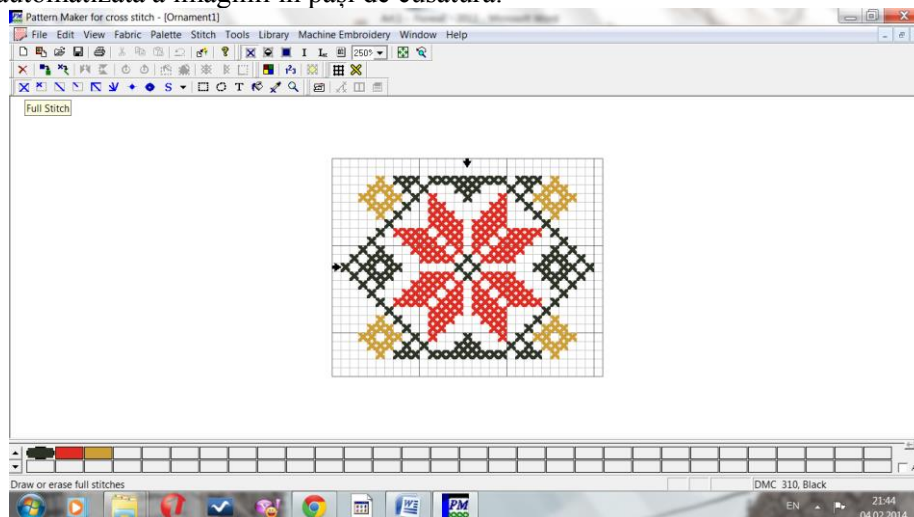 automatizată a imaginii în pași de cusătură.
Pattern Maker for cross stitch - [Ornament1]
File Edit View Fabric Palette Stitch Tools Library Machine Embroidery Window Help
Full Stitch
Draw or erase full stitches
DMC 310, Black
EN
21:44
04.02.2014